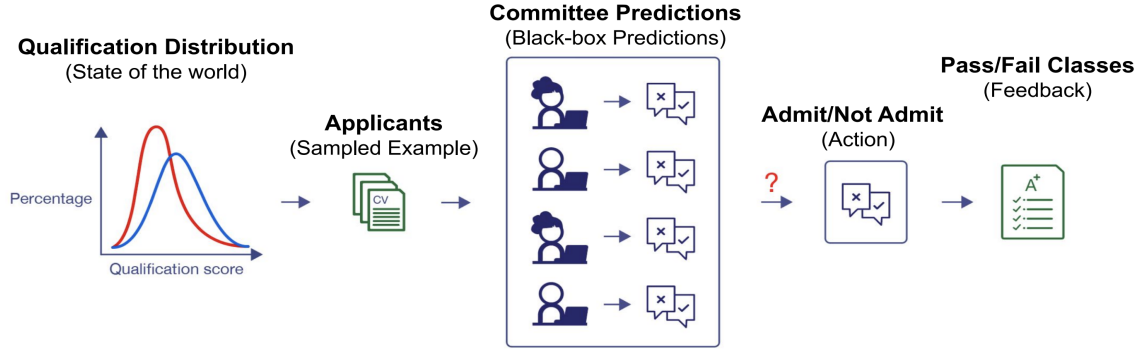 Qualification Distribution
(State of the world)
Percentage
Qualification score
Applicants
(Sampled Example)
CV
Committee Predictions
(Black-box Predictions)
?
Admit/Not Admit
(Action)
Pass/Fail Classes
(Feedback)
A+